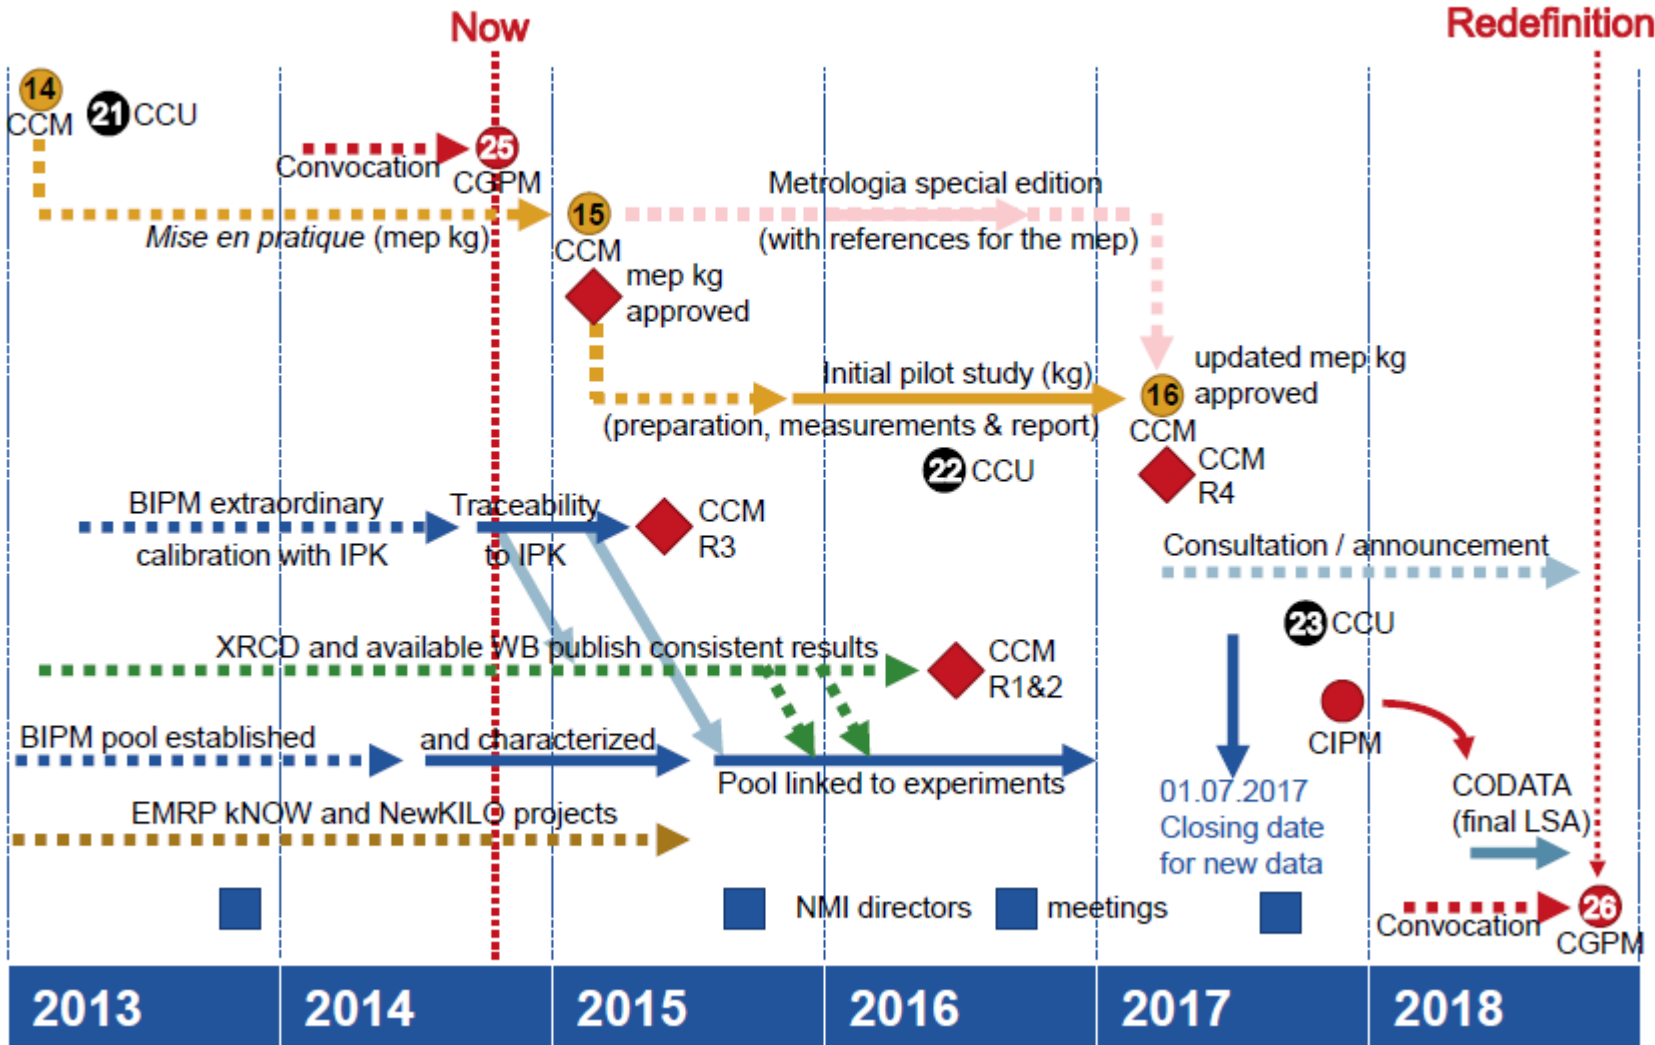 Now
Redefinition
14
CCM
21 CCU
Convocation
25
CGPM
Mise en pratique (mep kg)
15
CCM
Metrologia special edition
(with references for the mep)
mep kg
approved
Initial pilot study (kg)
(preparation, measurements & report)
updated mep kg
approved
16
CCM
22 CCU
CCM
R4
BIPM extraordinary
calibration with IPK
Traceability
to IPK
CCM
R3
Consultation / announcement
23 CCU
XRCD and available WB publish consistent results
CCM
R1&2
CIPM
BIPM pool established
and characterized
Pool linked to experiments
01.07.2017
Closing date
for new data
CODATA
(final LSA)
EMRP kNOW and NewKILO projects
NMI directors
meetings
Convocation
26
CGPM
2013
2014
2015
2016
2017
2018